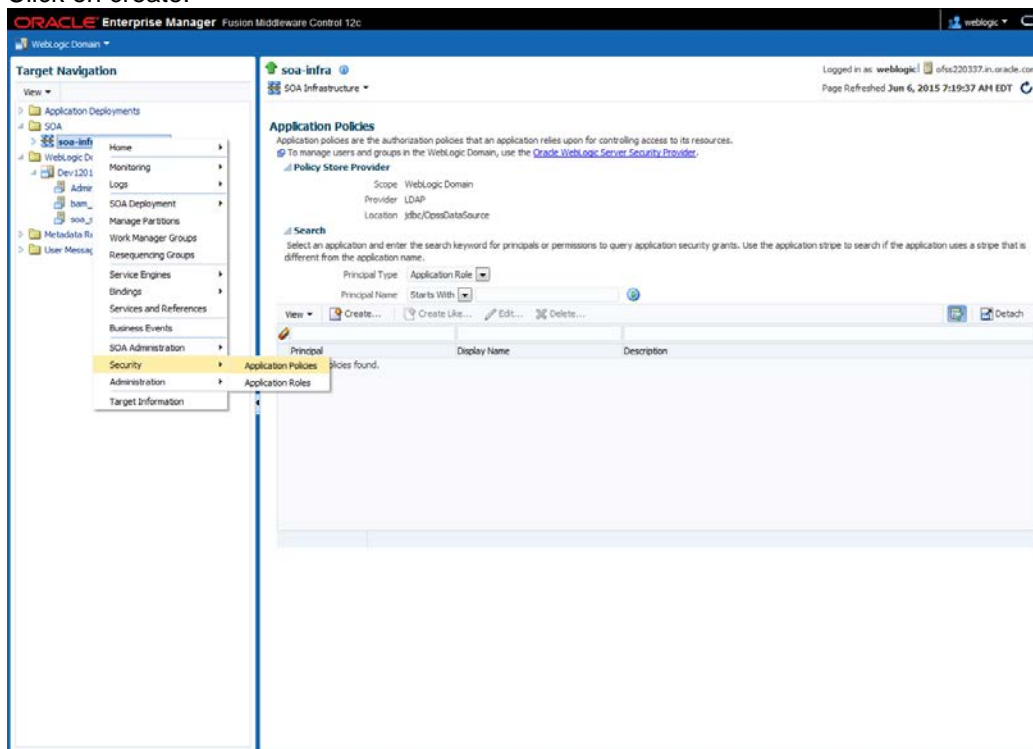 Click on create.
ORACLE Enterprise Manager Fusion Middleware Control 12c
weblogic
WebLogic Domain
Target Navigation
View
Application Deployments
SOA
soa-infr
WebLogic Do
Dev1201
Admir
bam_
soa_s
Metadata Re
User Messag
Home
Monitoring
Logs
SOA Deployment
Manage Partitions
Work Manager Groups
Resequencing Groups
Service Engines
Bindings
Services and References
Business Events
SOA Administration
Security
Administration
Target Information
Application Policies
Application Roles
soa-infra
SOA Infrastructure
Logged in as weblogic ofss220337.in.oracle.com
Page Refreshed Jun 6, 2015 7:19:37 AM EDT
Application Policies
Application policies are the authorization policies that an application relies upon for controlling access to its resources.
To manage users and groups in the WebLogic Domain, use the Oracle WebLogic Server Security Provider.
Policy Store Provider
Scope WebLogic Domain
Provider LDAP
Location jdbc/OpssDataSource
Search
Select an application and enter the search keyword for principals or permissions to query application security grants. Use the application stripe to search if the application uses a stripe that is
different from the application name.
Principal Type Application Role
Principal Name Starts With
View Create... Create Like... Edit... Delete... Detach
Principal Display Name Description
olicies found.